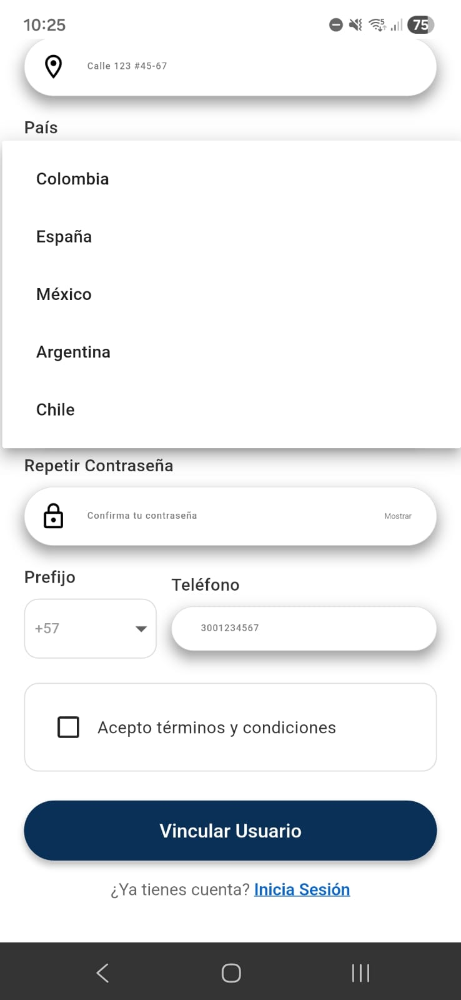 10:25
5
75
Calle 123 #45-67
País
Colombia
España
México
Argentina
Chile
Repetir Contraseña
Confirma tu contraseña Mostrar
Prefijo Teléfono
+57 3001234567
Acepto términos y condiciones
Vincular Usuario
¿Ya tienes cuenta? Inicia Sesión